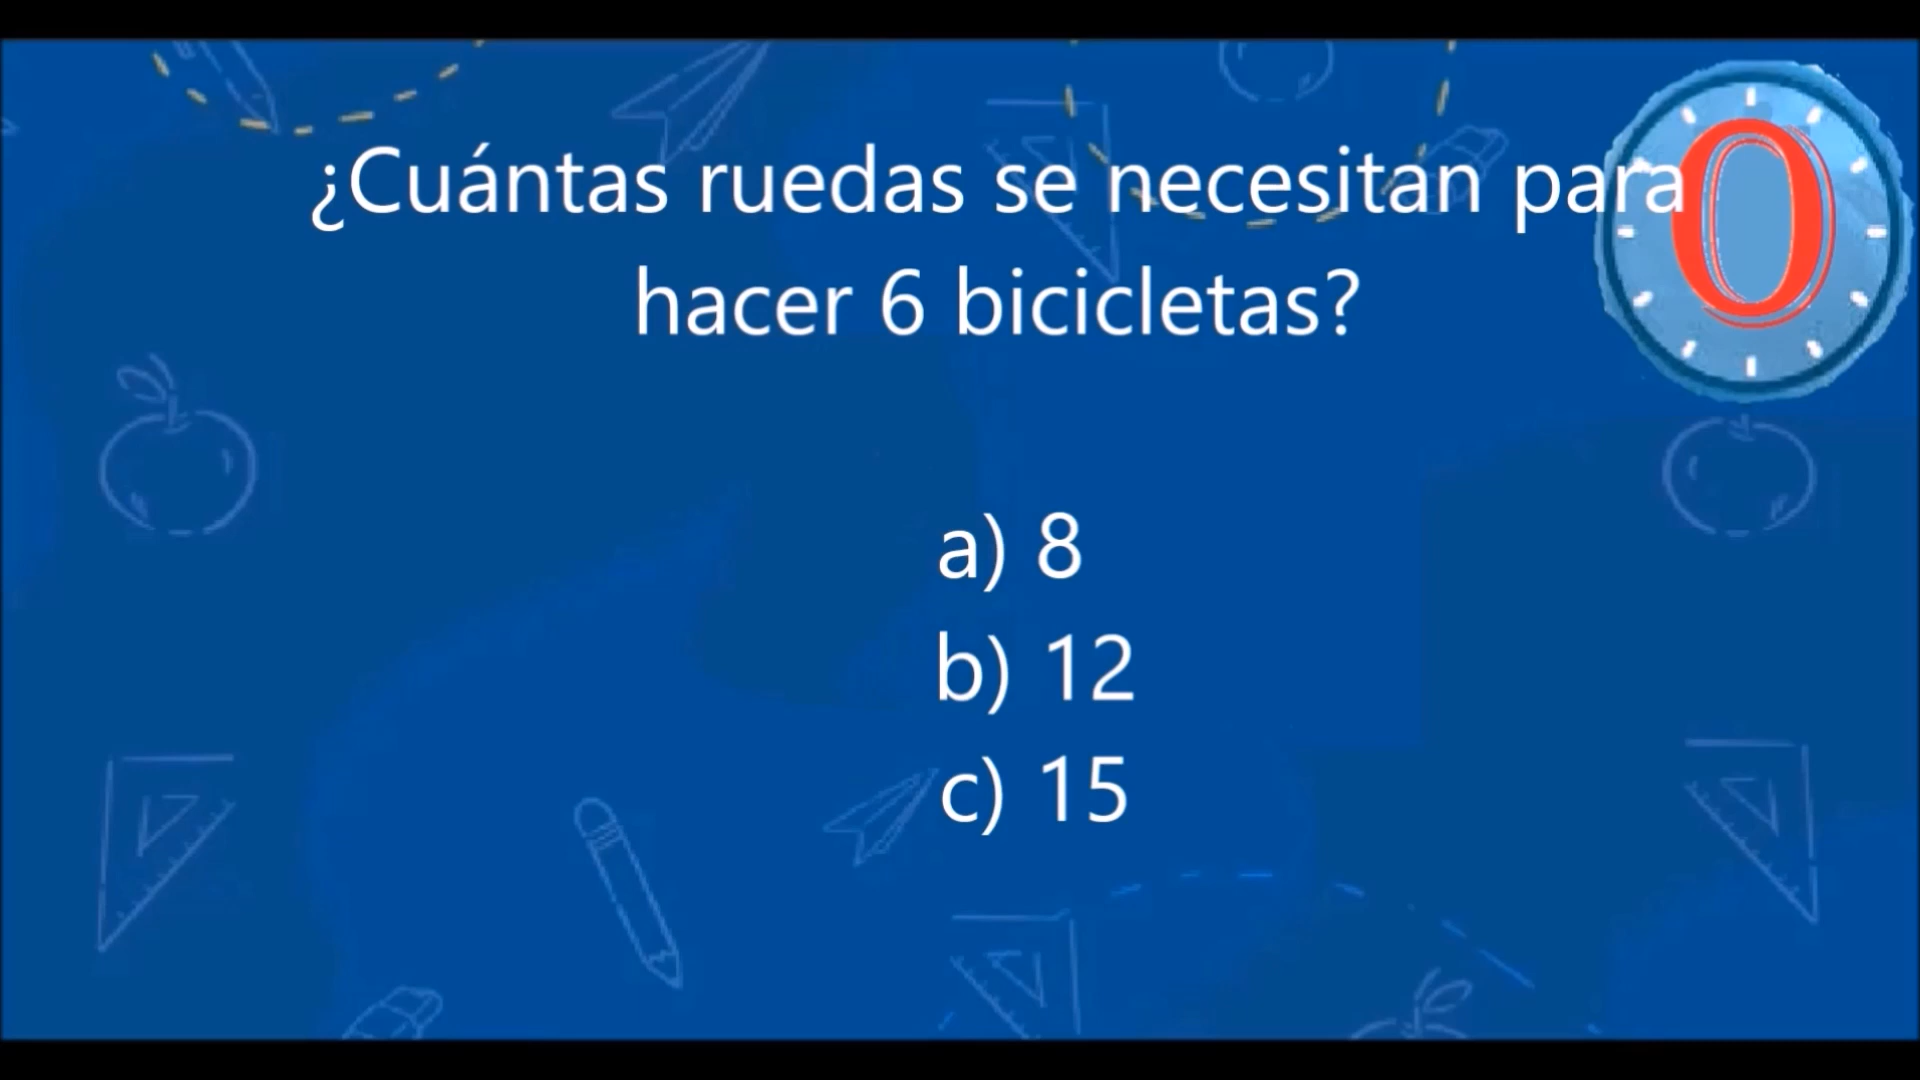 ¿Cuántas ruedas se necesitan para
hacer 6 bicicletas?
0
a) 8
b) 12
c) 15